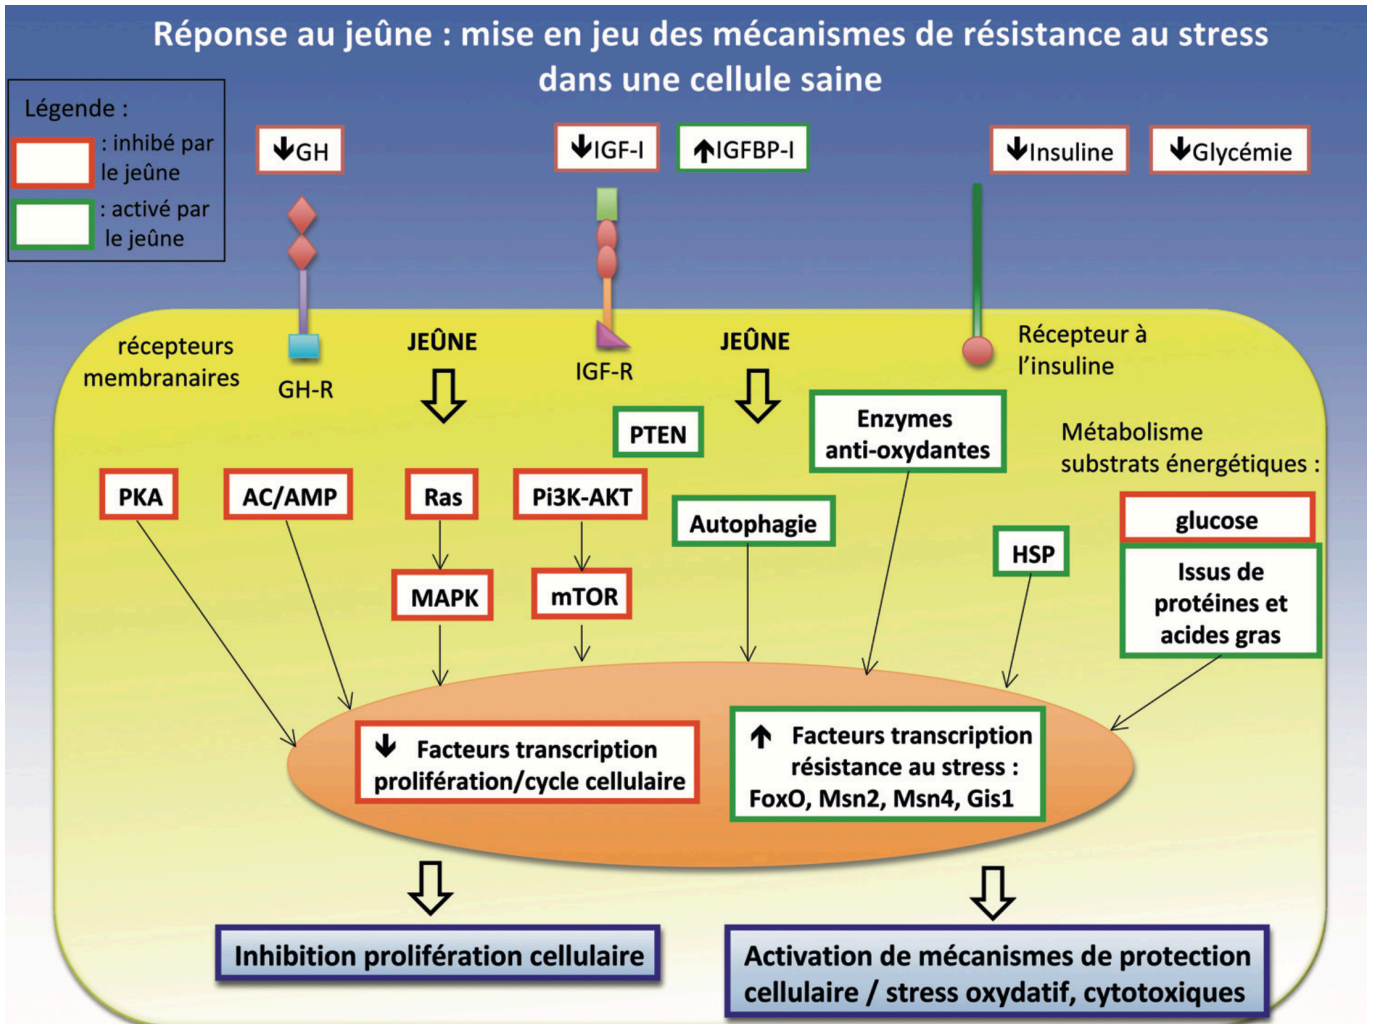 Réponse au jeûne : mise en jeu des mécanismes de résistance au stress
dans une cellule saine
Légende :
: inhibé par
le jeûne
: activé par
le jeûne
🡻GH
🡻IGF-I
🡹IGFBP-I
🡻Insuline
🡻Glycémie
récepteurs
membranaires
GH-R
JEÛNE
IGF-R
JEÛNE
Récepteur à
l’insuline
PTEN
Enzymes
anti-oxydantes
Métabolisme
substrats énergétiques :
PKA
AC/AMP
Ras
Pi3K-AKT
Autophagie
glucose
HSP
MAPK
mTOR
Issus de
protéines et
acides gras
🡻 Facteurs transcription
prolifération/cycle cellulaire
🡹 Facteurs transcription
résistance au stress :
FoxO, Msn2, Msn4, Gis1
Inhibition prolifération cellulaire
Activation de mécanismes de protection
cellulaire / stress oxydatif, cytotoxiques